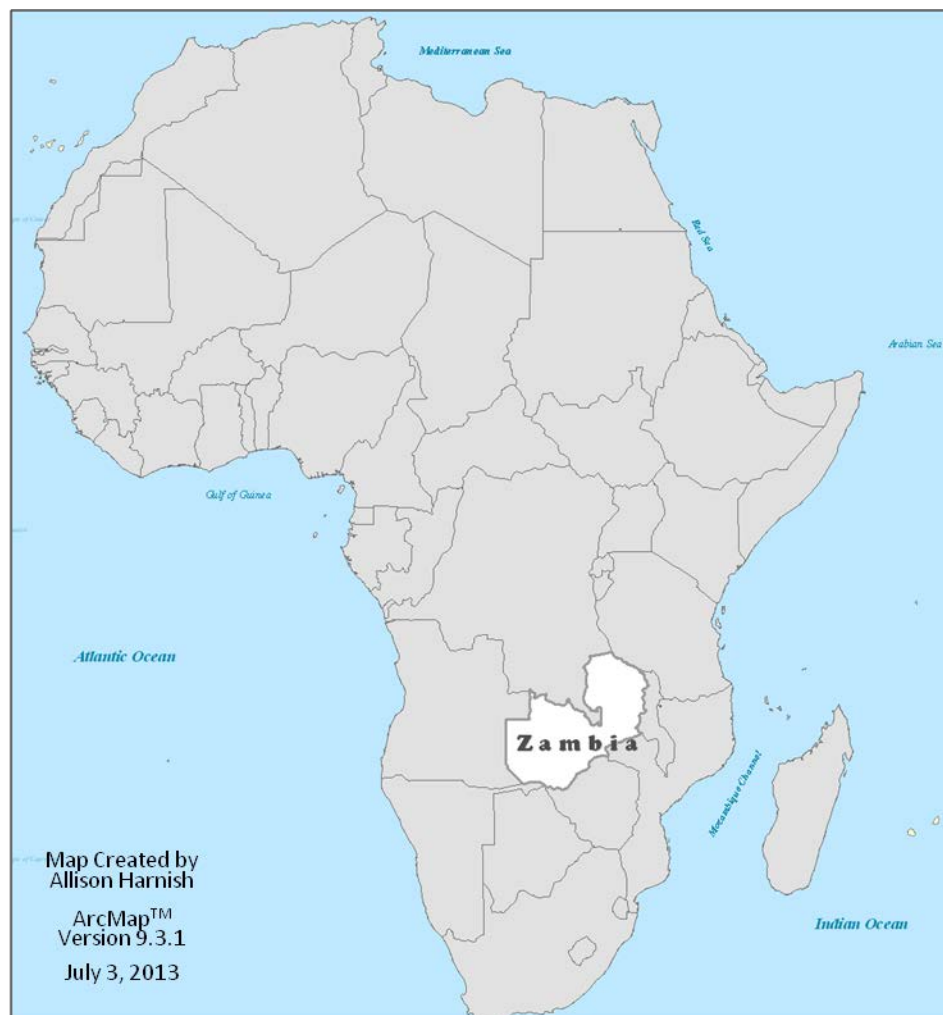 Mediterranean Sea
Red Sea
Arabian Sea
Gulf of Guinea
Atlantic Ocean
Zambia
Mozambique Channel
Map Created by
Allison Harnish
ArcMap™
Version 9.3.1
July 3, 2013
Indian Ocean